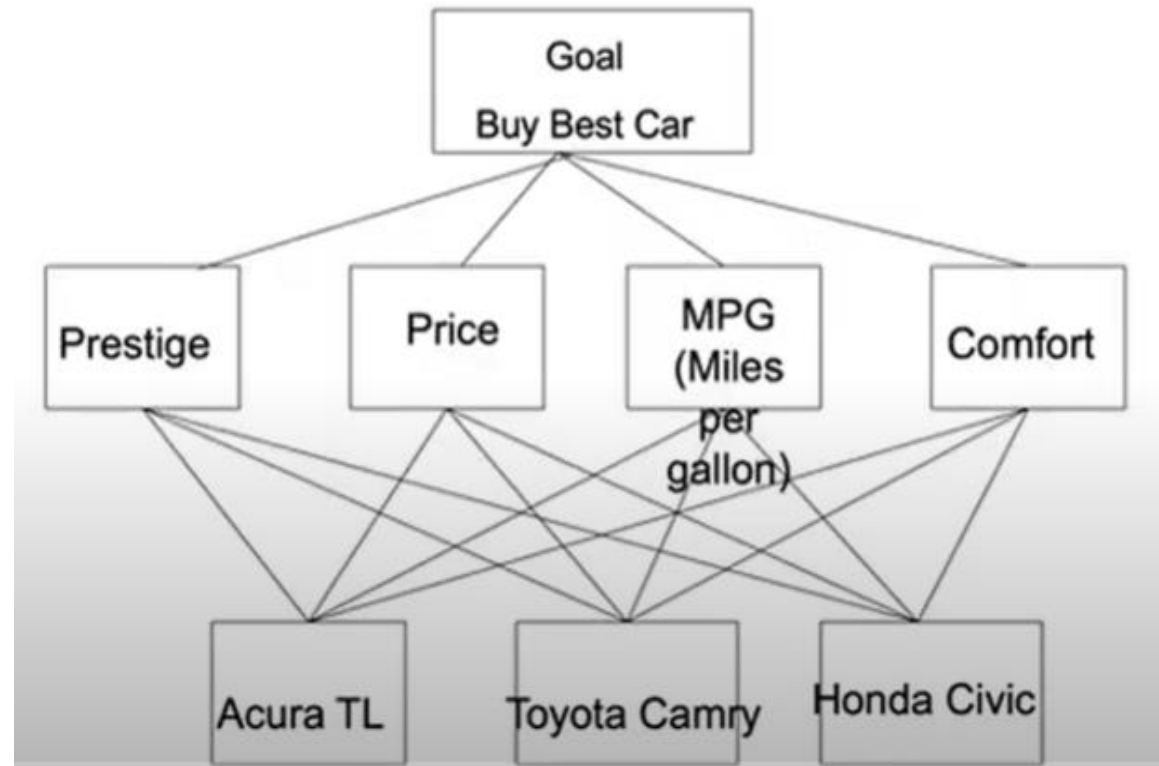 Goal
Buy Best Car
Prestige
Price
MPG
(Miles
per
gallon)
Comfort
Acura TL
Toyota Camry
Honda Civic